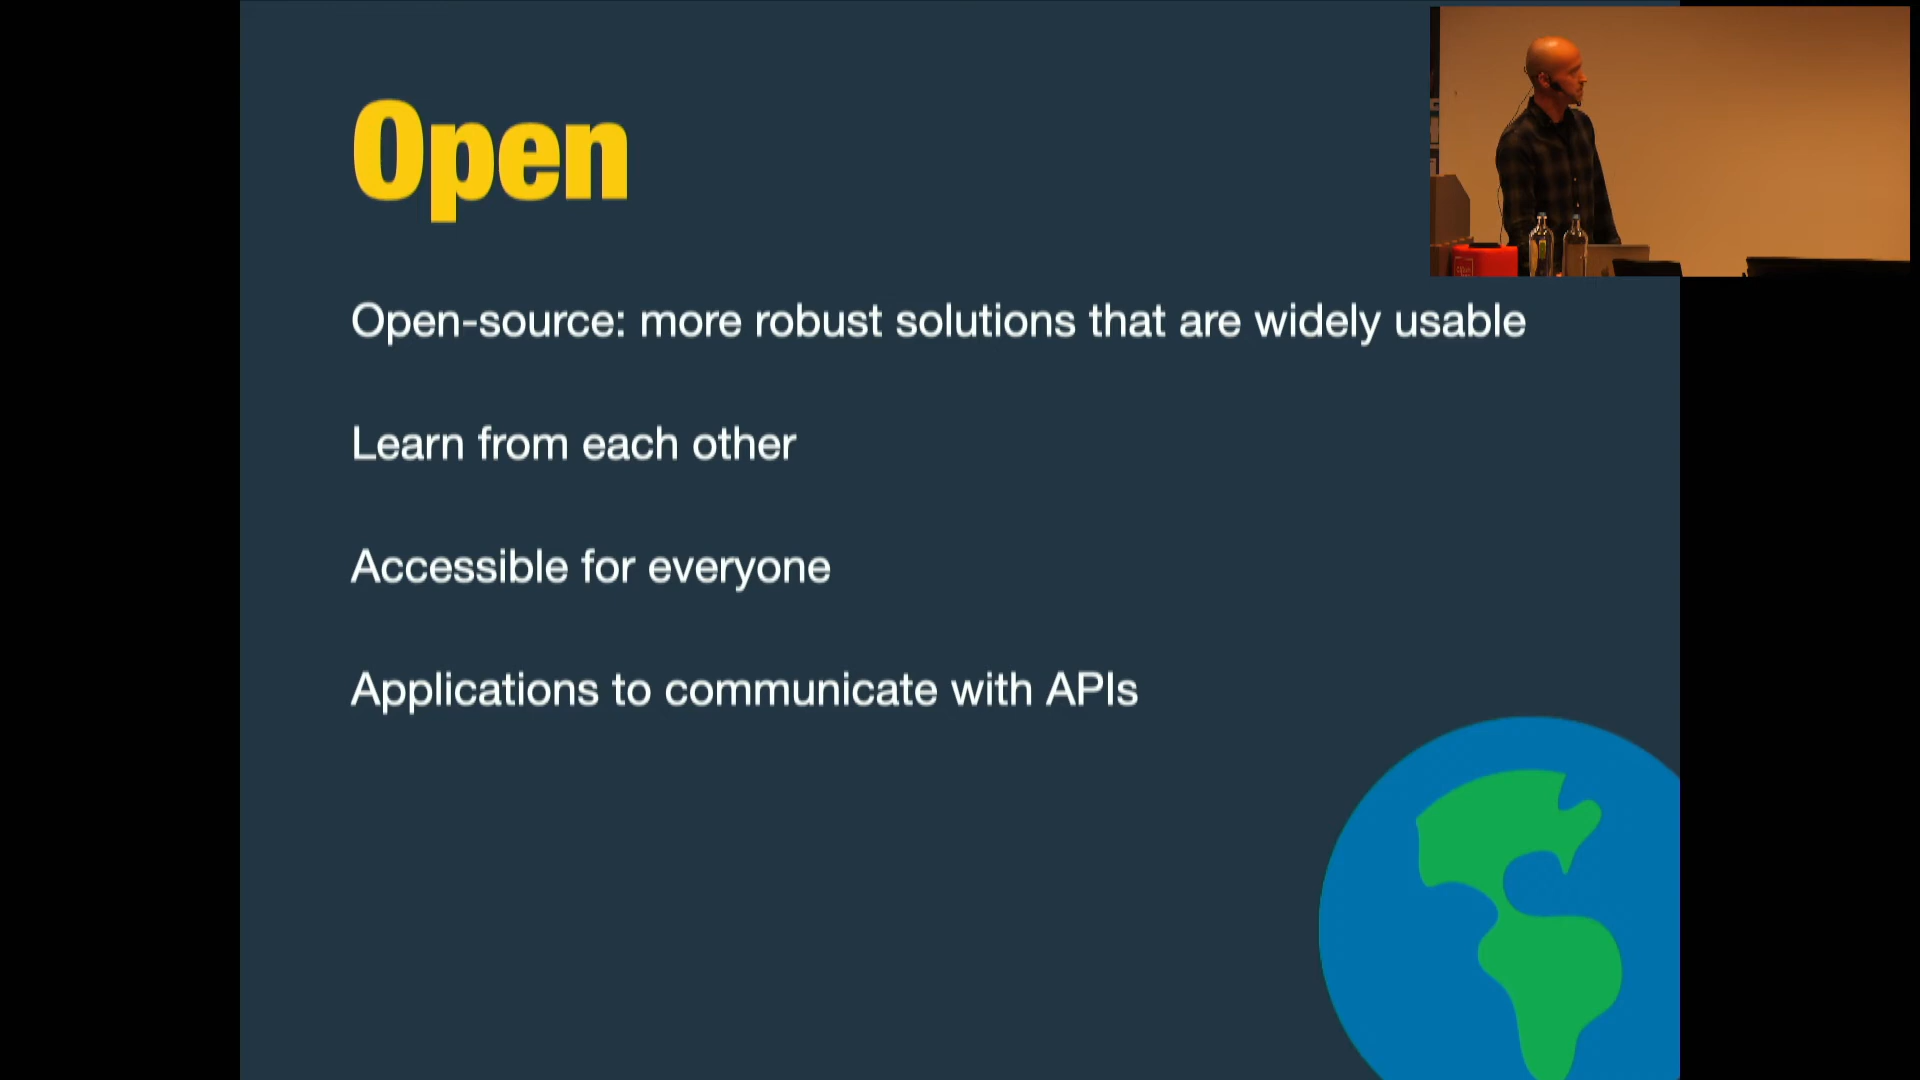 Open
Open-source: more robust solutions that are widely usable
Learn from each other
Accessible for everyone
Applications to communicate with APIs